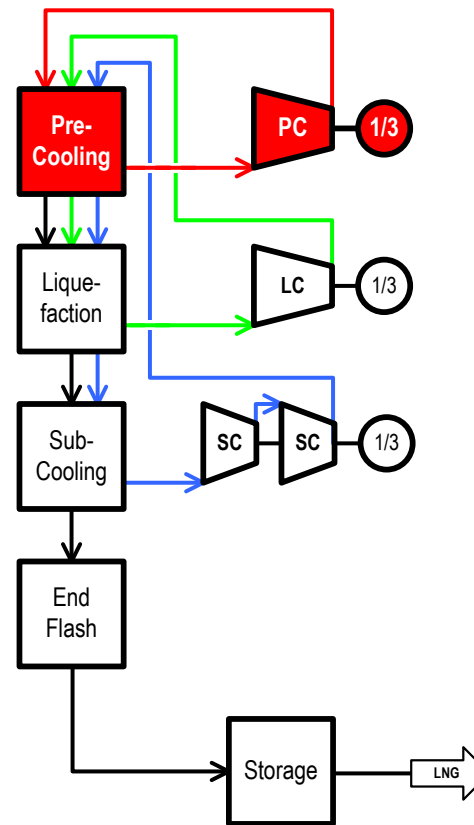 Pre-
Cooling
PC
1/3
Lique-
faction
LC
1/3
Sub-
Cooling
SC
SC
1/3
End
Flash
Storage
LNG